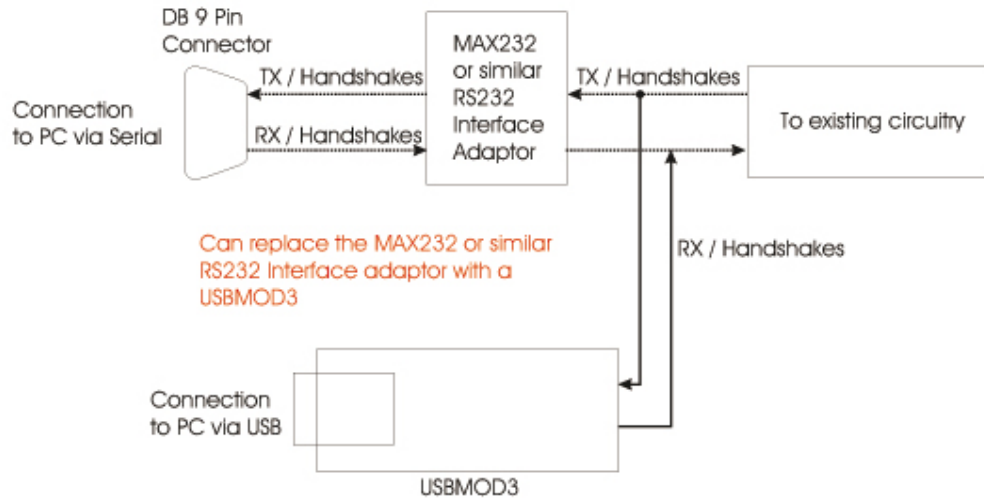 DB 9 Pin
Connector
Connection
to PC via Serial
TX / Handshakes
RX / Handshakes
MAX232
or similar
RS232
Interface
Adaptor
TX / Handshakes
To existing circuitry
RX / Handshakes
Can replace the MAX232 or similar
RS232 Interface adaptor with a
USBMOD3
Connection
to PC via USB
USBMOD3